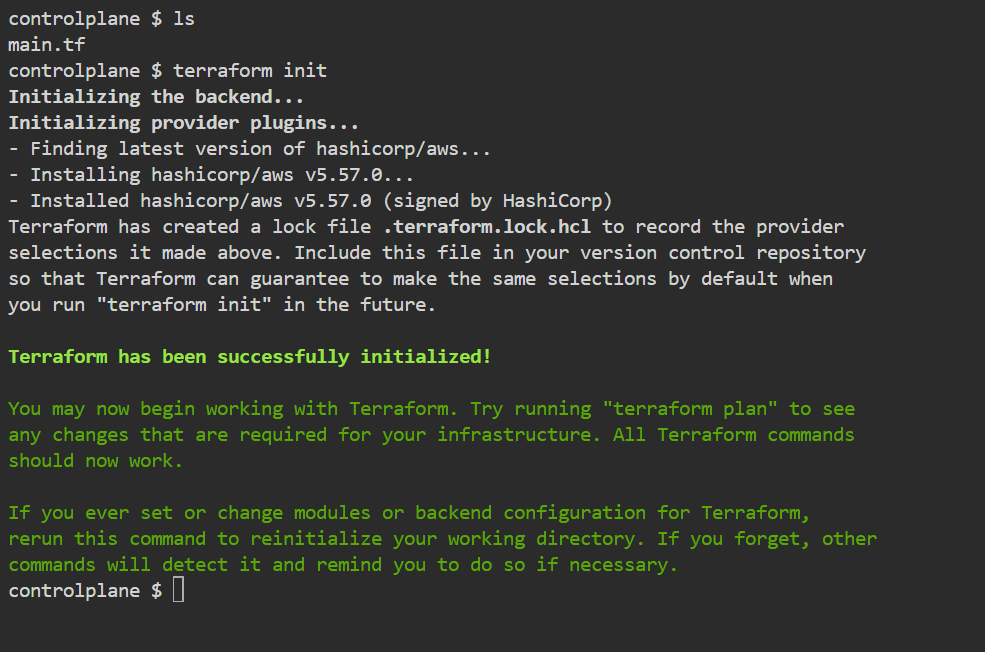 controlplane $ ls
main.tf
controlplane $ terraform init
Initializing the backend...
Initializing provider plugins...
- Finding latest version of hashicorp/aws...
- Installing hashicorp/aws v5.57.0...
- Installed hashicorp/aws v5.57.0 (signed by HashiCorp)
Terraform has created a lock file .terraform.lock.hcl to record the provider
selections it made above. Include this file in your version control repository
so that Terraform can guarantee to make the same selections by default when
you run "terraform init" in the future.
Terraform has been successfully initialized!
You may now begin working with Terraform. Try running "terraform plan" to see
any changes that are required for your infrastructure. All Terraform commands
should now work.
If you ever set or change modules or backend configuration for Terraform,
rerun this command to reinitialize your working directory. If you forget, other
commands will detect it and remind you to do so if necessary.
controlplane $